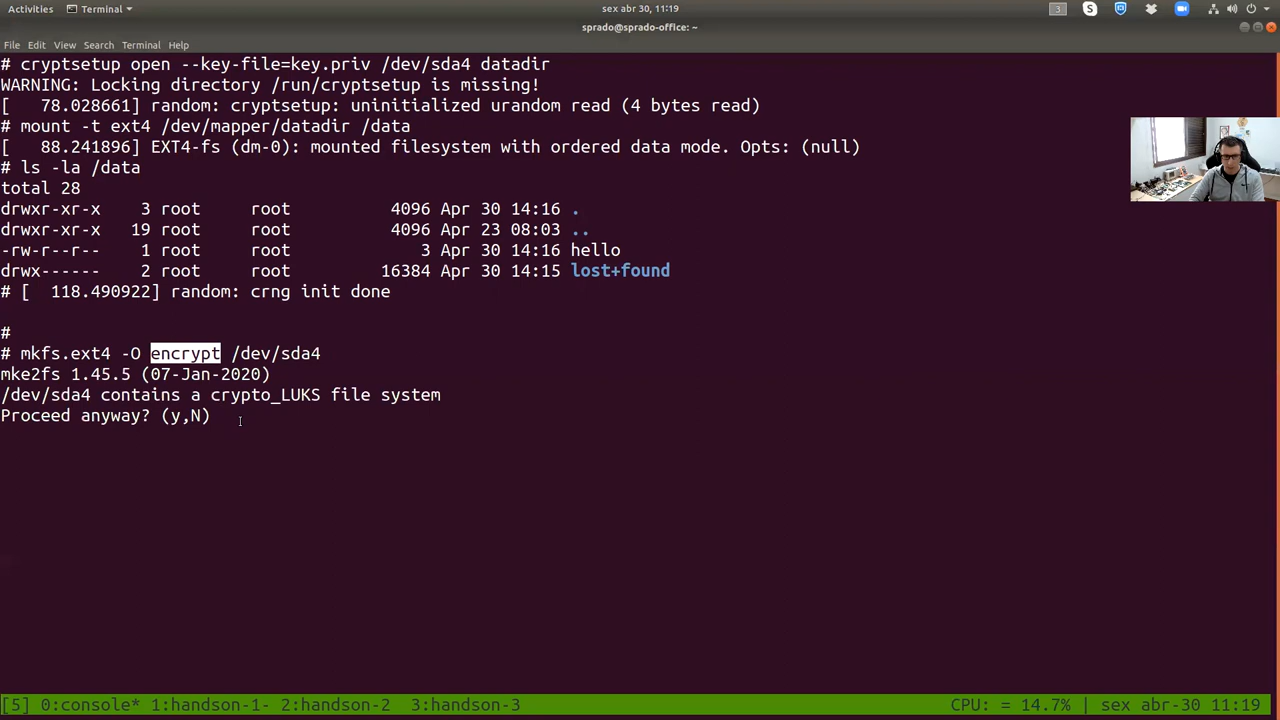 Activities Terminal sex abr 30, 11:19 3
sprado@sprado-office: ~
File Edit View Search Terminal Help
# cryptsetup open --key-file=key.priv /dev/sda4 datadir
WARNING: Locking directory /run/cryptsetup is missing!
[   78.028661] random: cryptsetup: uninitialized urandom read (4 bytes read)
# mount -t ext4 /dev/mapper/datadir /data
[   88.241896] EXT4-fs (dm-0): mounted filesystem with ordered data mode. Opts: (null)
# ls -la /data
total 28
drwxr-xr-x    3 root     root          4096 Apr 30 14:16 .
drwxr-xr-x   19 root     root          4096 Apr 23 08:03 ..
-rw-r--r--    1 root     root             3 Apr 30 14:16 hello
drwx------    2 root     root         16384 Apr 30 14:15 lost+found
# [  118.490922] random: crng init done
#
# mkfs.ext4 -O encrypt /dev/sda4
mke2fs 1.45.5 (07-Jan-2020)
/dev/sda4 contains a crypto_LUKS file system
Proceed anyway? (y,N)
[5] 0:console* 1:handson-1- 2:handson-2  3:handson-3 CPU: = 14.7% | sex abr-30 11:19